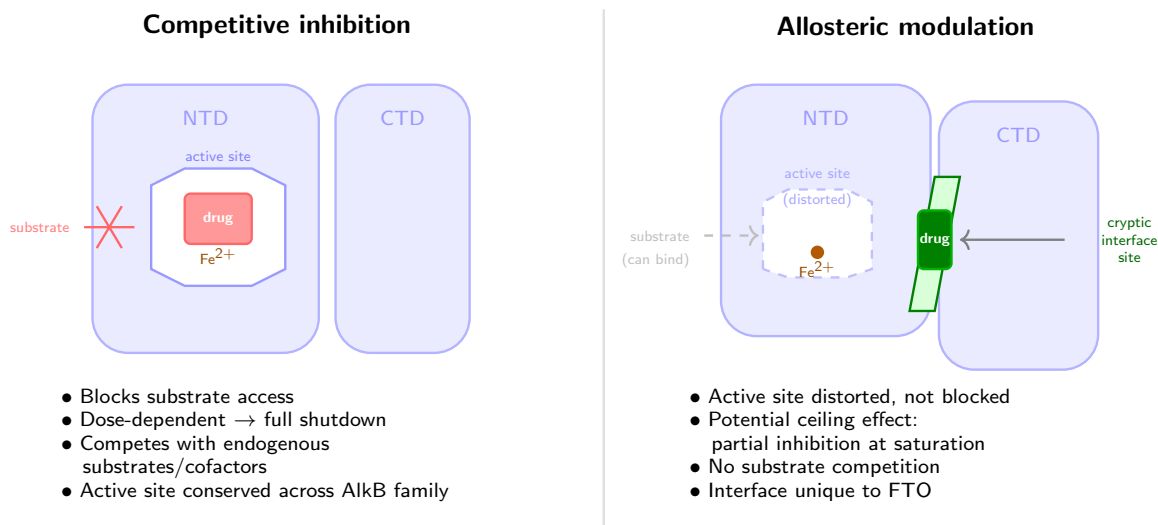 Competitive inhibition
NTD
CTD
active site
drug
Fe2+
substrate
• Blocks substrate access
• Dose-dependent → full shutdown
• Competes with endogenous
substrates/cofactors
• Active site conserved across AlkB family
Allosteric modulation
NTD
CTD
active site
(distorted)
substrate
(can bind)
Fe2+
drug
cryptic
interface
site
• Active site distorted, not blocked
• Potential ceiling effect:
partial inhibition at saturation
• No substrate competition
• Interface unique to FTO